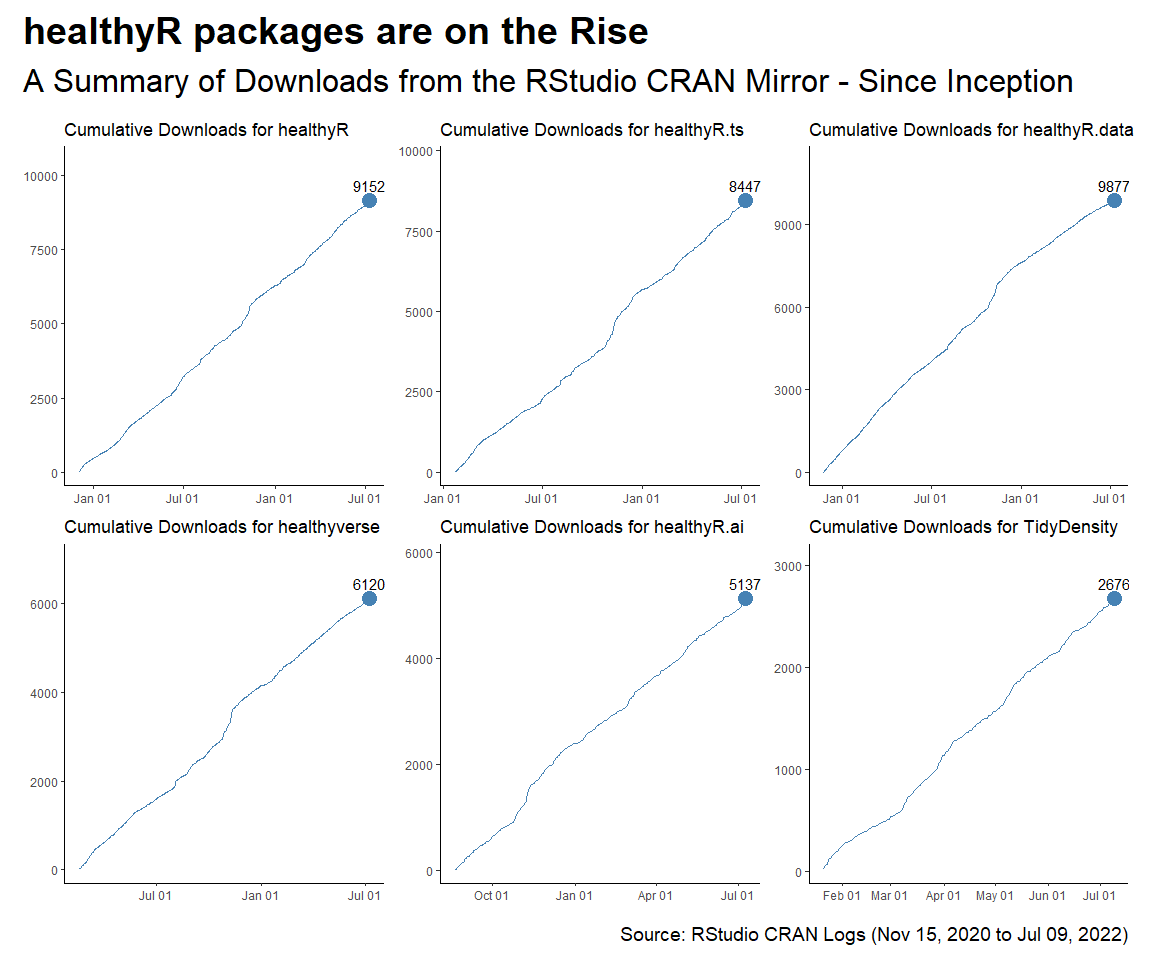 healthyR packages are on the Rise
A Summary of Downloads from the RStudio CRAN Mirror - Since Inception
Cumulative Downloads for healthyR
10000
7500
5000
2500
0
9152
Jan 01 Jul 01 Jan 01 Jul 01
Cumulative Downloads for healthyR.ts
10000
7500
5000
2500
0
8447
Jan 01 Jul 01 Jan 01 Jul 01
Cumulative Downloads for healthyR.data
9000
6000
3000
0
9877
Jan 01 Jul 01 Jan 01 Jul 01
Cumulative Downloads for healthyverse
6000
4000
2000
0
6120
Jul 01 Jan 01 Jul 01
Cumulative Downloads for healthyR.ai
6000
4000
2000
0
5137
Oct 01 Jan 01 Apr 01 Jul 01
Cumulative Downloads for TidyDensity
3000
2000
1000
0
2676
Feb 01 Mar 01 Apr 01 May 01 Jun 01 Jul 01
Source: RStudio CRAN Logs (Nov 15, 2020 to Jul 09, 2022)